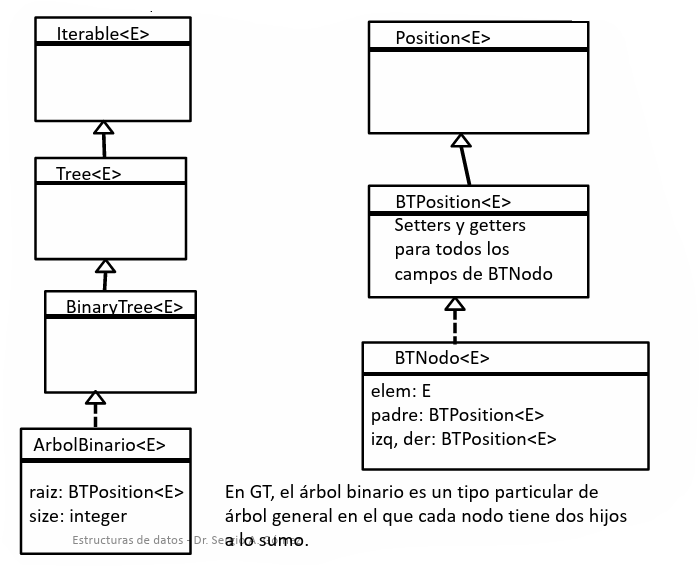 Iterable<E>
Tree<E>
BinaryTree<E>
ArbolBinario<E>
raiz: BTPosition<E>
size: integer
Position<E>
BTPosition<E>
Setters y getters
para todos los
campos de BTNodo
BTNodo<E>
elem: E
padre: BTPosition<E>
izq, der: BTPosition<E>
En GT, el árbol binario es un tipo particular de
árbol general en el que cada nodo tiene dos hijos
a lo sumo.
Estructuras de datos - Dr. Sergio A.